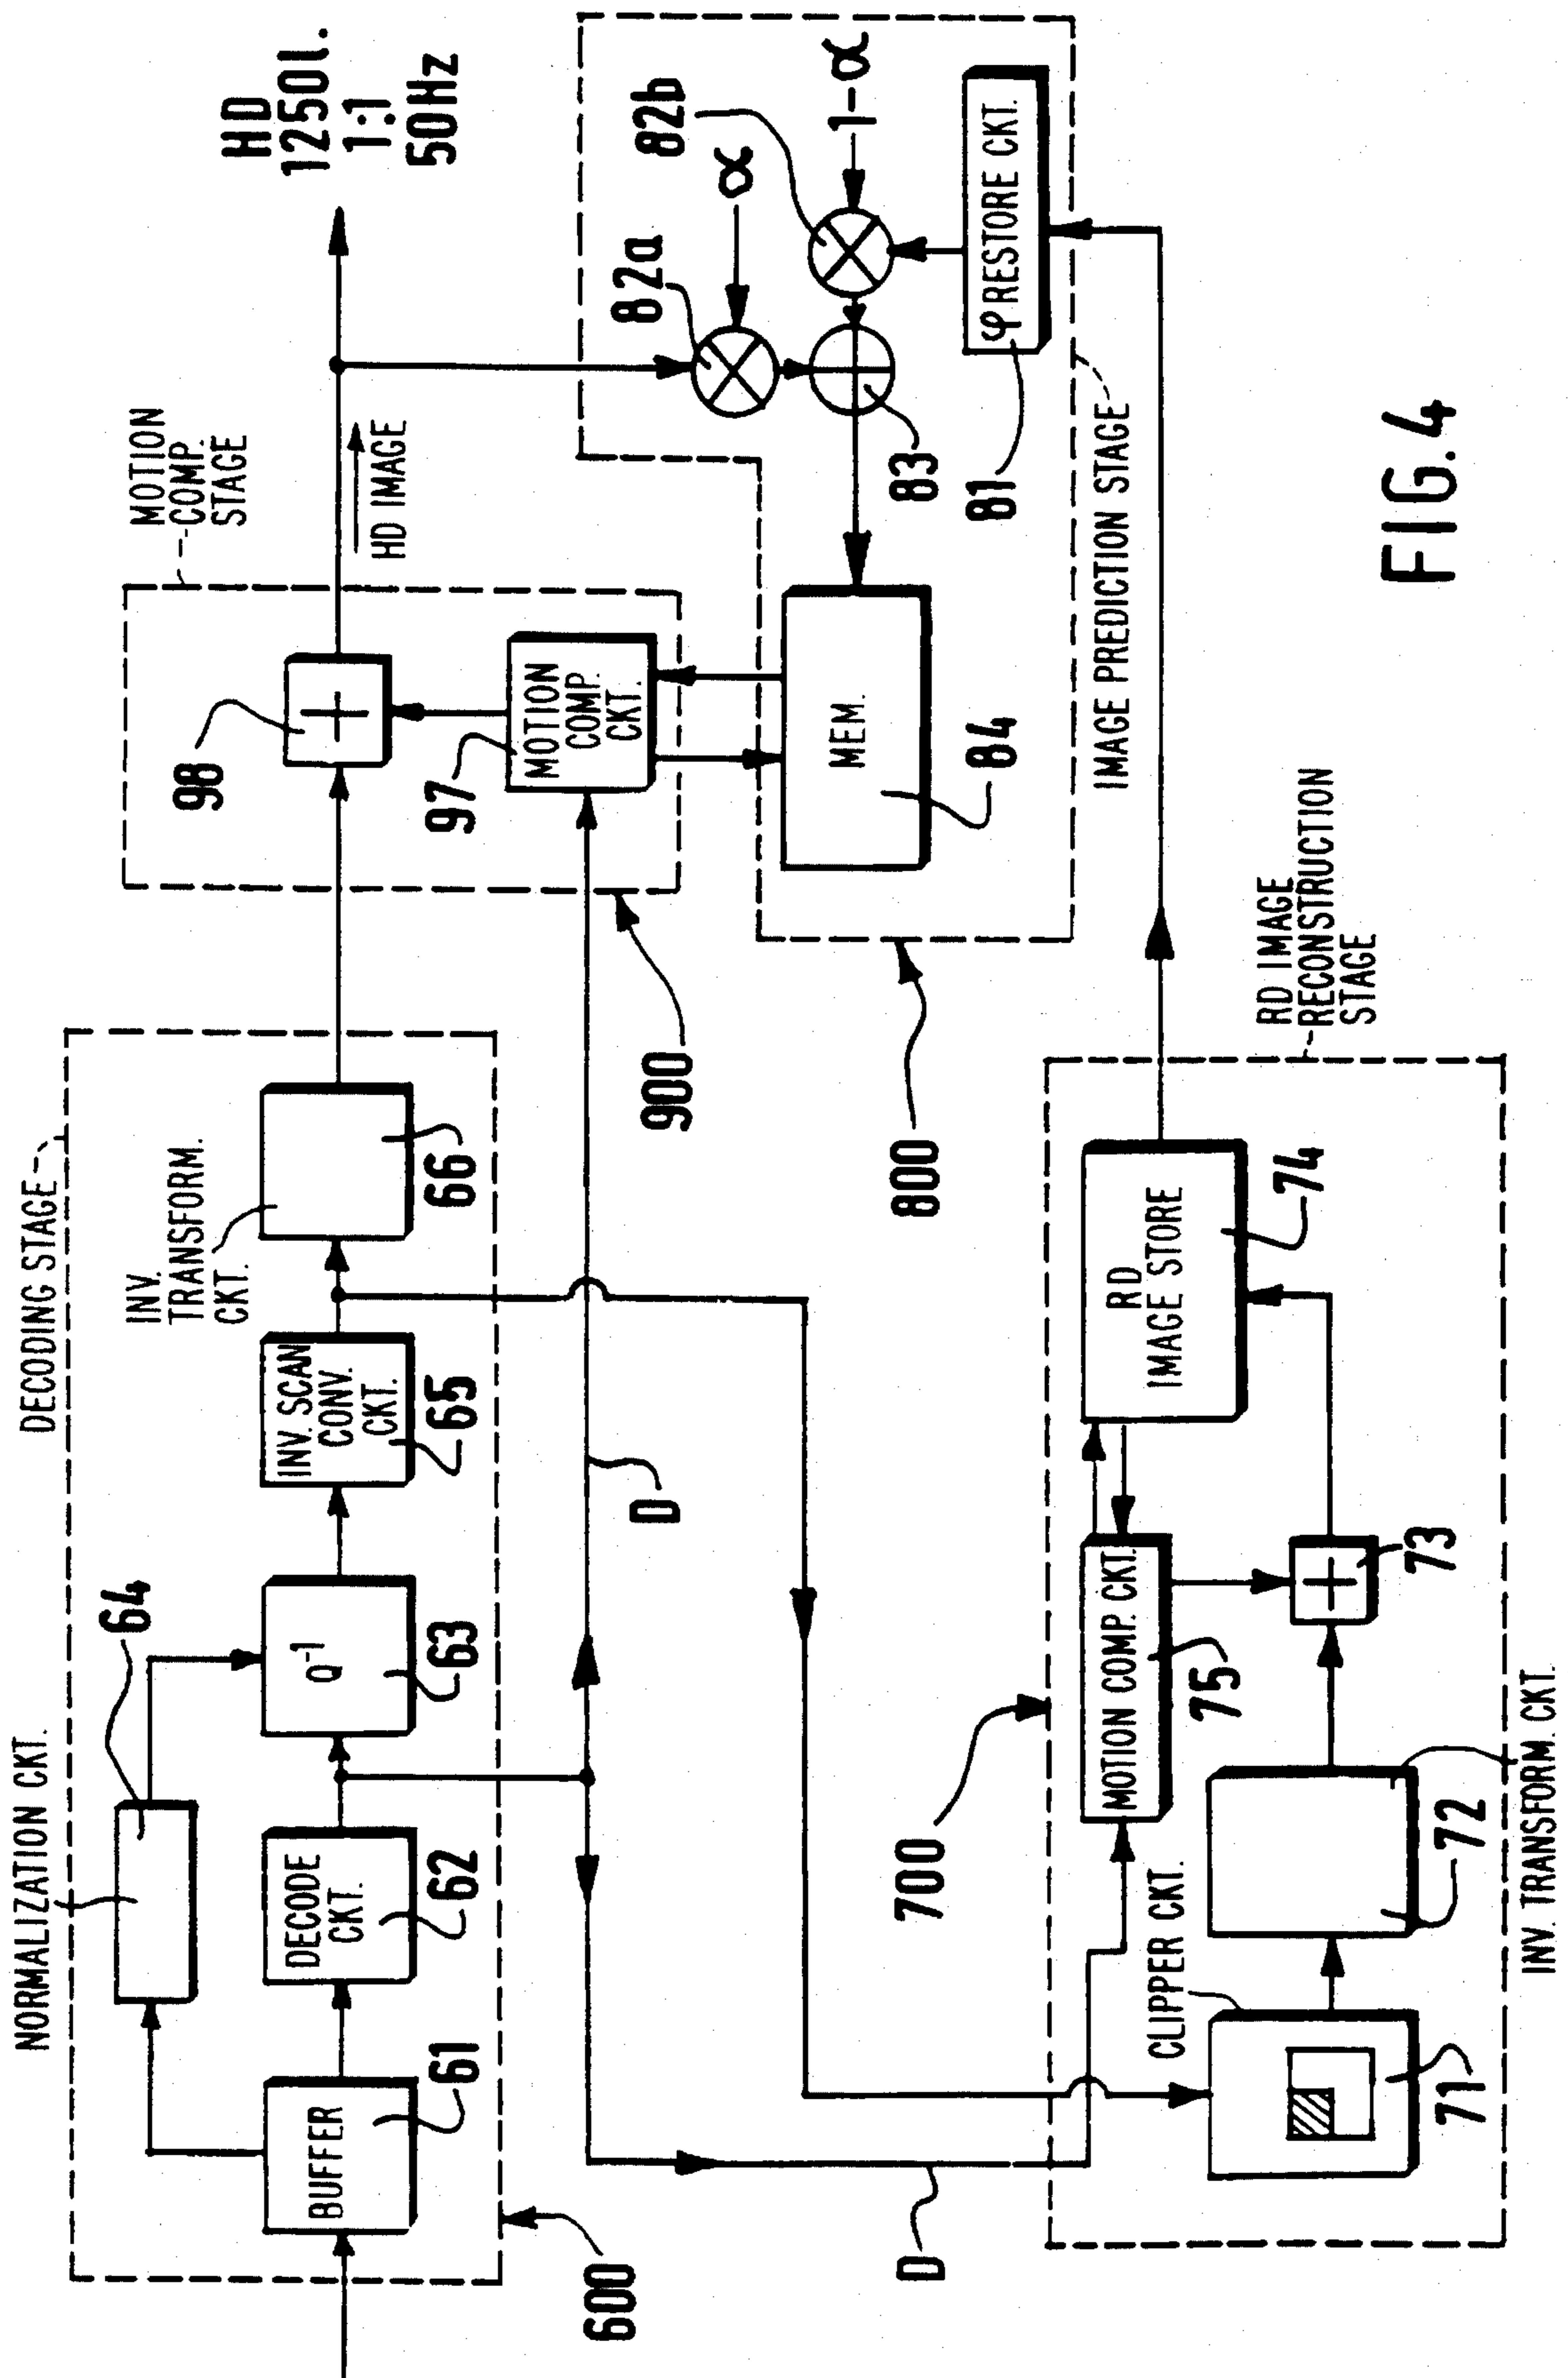 NORMALIZATION CKT.
64
DECODING STAGE
INV.
TRANSFORM.
CKT.
BUFFER
61
DECODE
CKT.
62
Q-1
63
INV. SCAN
CONV.
CKT.
65
66
600
D
D
MOTION
COMP.
STAGE
98
HD IMAGE
HD
1250l.
1:1
50Hz
97
MOTION
COMP.
CKT.
900
82a
α
82b
1-α
83
81
φ RESTORE CKT.
MEM.
84
800
IMAGE PREDICTION STAGE
700
RD IMAGE
RECONSTRUCTION
STAGE
MOTION COMP. CKT.
75
RD
IMAGE STORE
74
CLIPPER CKT.
71
72
73
INV. TRANSFORM. CKT.
FIG. 4